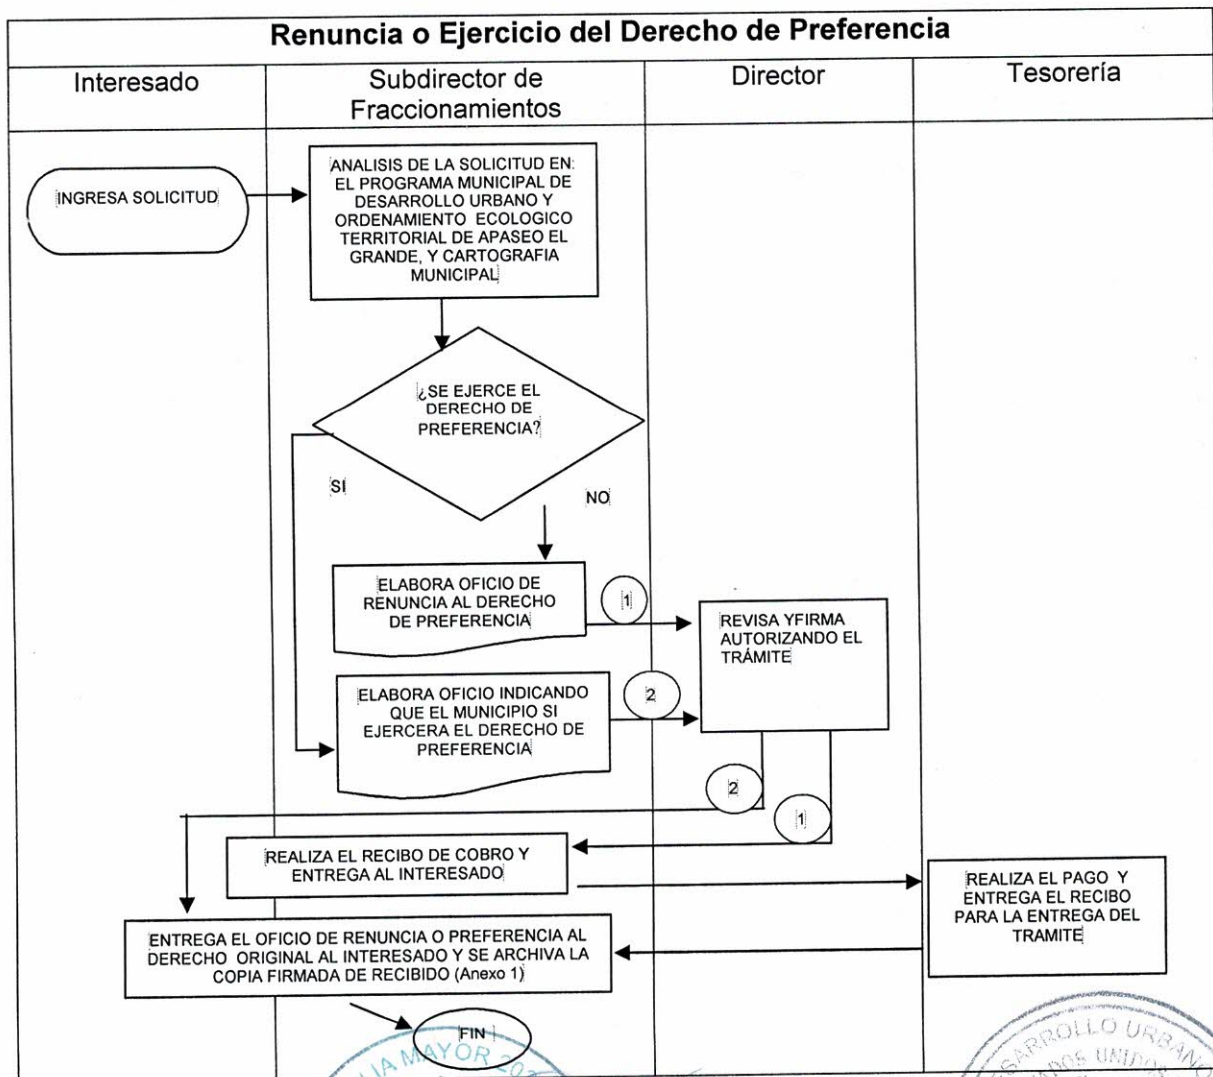 Renuncia o Ejercicio del Derecho de Preferencia
Interesado
Subdirector de
Fraccionamientos
Director
Tesorería
INGRESA SOLICITUD
ANALISIS DE LA SOLICITUD EN:
EL PROGRAMA MUNICIPAL DE
DESARROLLO URBANO Y
ORDENAMIENTO ECOLOGICO
TERRITORIAL DE APASEO EL
GRANDE, Y CARTOGRAFIA
MUNICIPAL
¿SE EJERCE EL
DERECHO DE
PREFERENCIA?
SI
NO
ELABORA OFICIO DE
RENUNCIA AL DERECHO
DE PREFERENCIA
1
REVISA YFIRMA
AUTORIZANDO EL
TRÁMITE
ELABORA OFICIO INDICANDO
QUE EL MUNICIPIO SI
EJERCERA EL DERECHO DE
PREFERENCIA
2
2
1
REALIZA EL RECIBO DE COBRO Y
ENTREGA AL INTERESADO
REALIZA EL PAGO Y
ENTREGA EL RECIBO
PARA LA ENTREGA DEL
TRAMITE
ENTREGA EL OFICIO DE RENUNCIA O PREFERENCIA AL
DERECHO ORIGINAL AL INTERESADO Y SE ARCHIVA LA
COPIA FIRMADA DE RECIBIDO (Anexo 1)
FIN
MAYOR
SARROLLO URBANO
UNIDOS